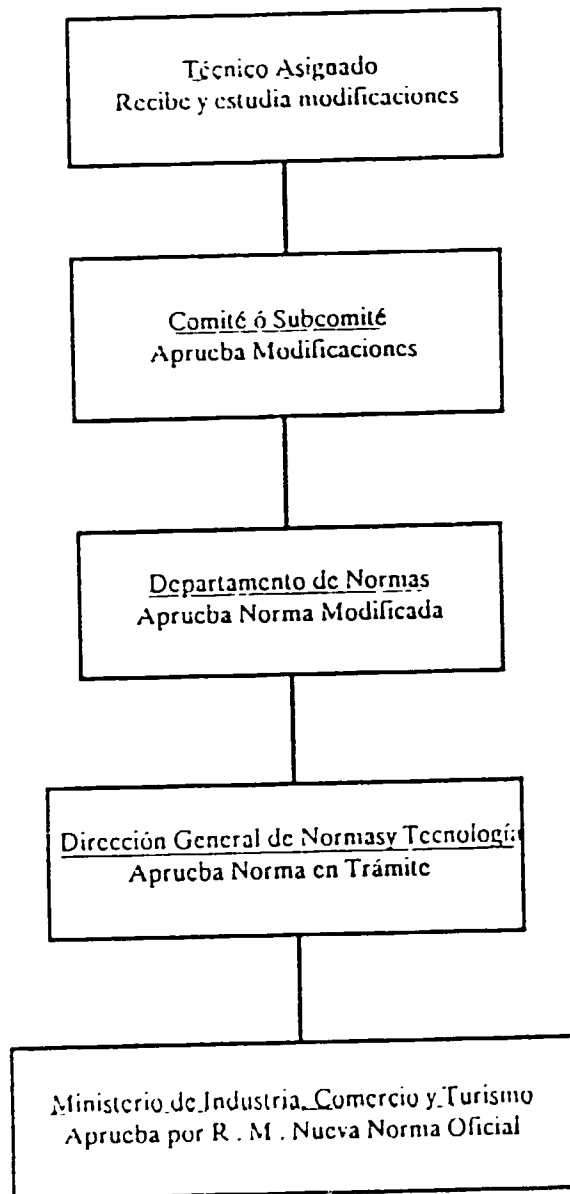 Técnico Asignado
Recibe y estudia modificaciones
Comité ó Subcomité
Aprueba Modificaciones
Departamento de Normas
Aprueba Norma Modificada
Dirección General de Normasy Tecnología
Aprueba Norma en Trámite
Ministerio de Industria, Comercio y Turismo
Aprueba por R . M . Nueva Norma Oficial